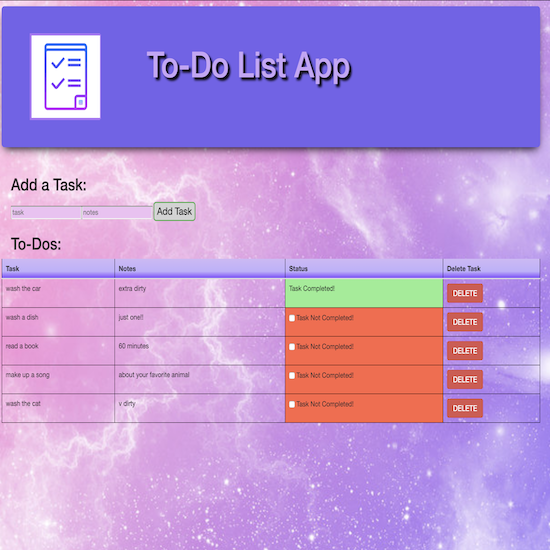 To-Do List App
Add a Task:
task notes Add Task
To-Dos:
Task Notes Status Delete Task
wash the car extra dirty Task Completed! DELETE
wash a dish just one!! Task Not Completed! DELETE
read a book 60 minutes Task Not Completed! DELETE
make up a song about your favorite animal Task Not Completed! DELETE
wash the cat v dirty Task Not Completed! DELETE